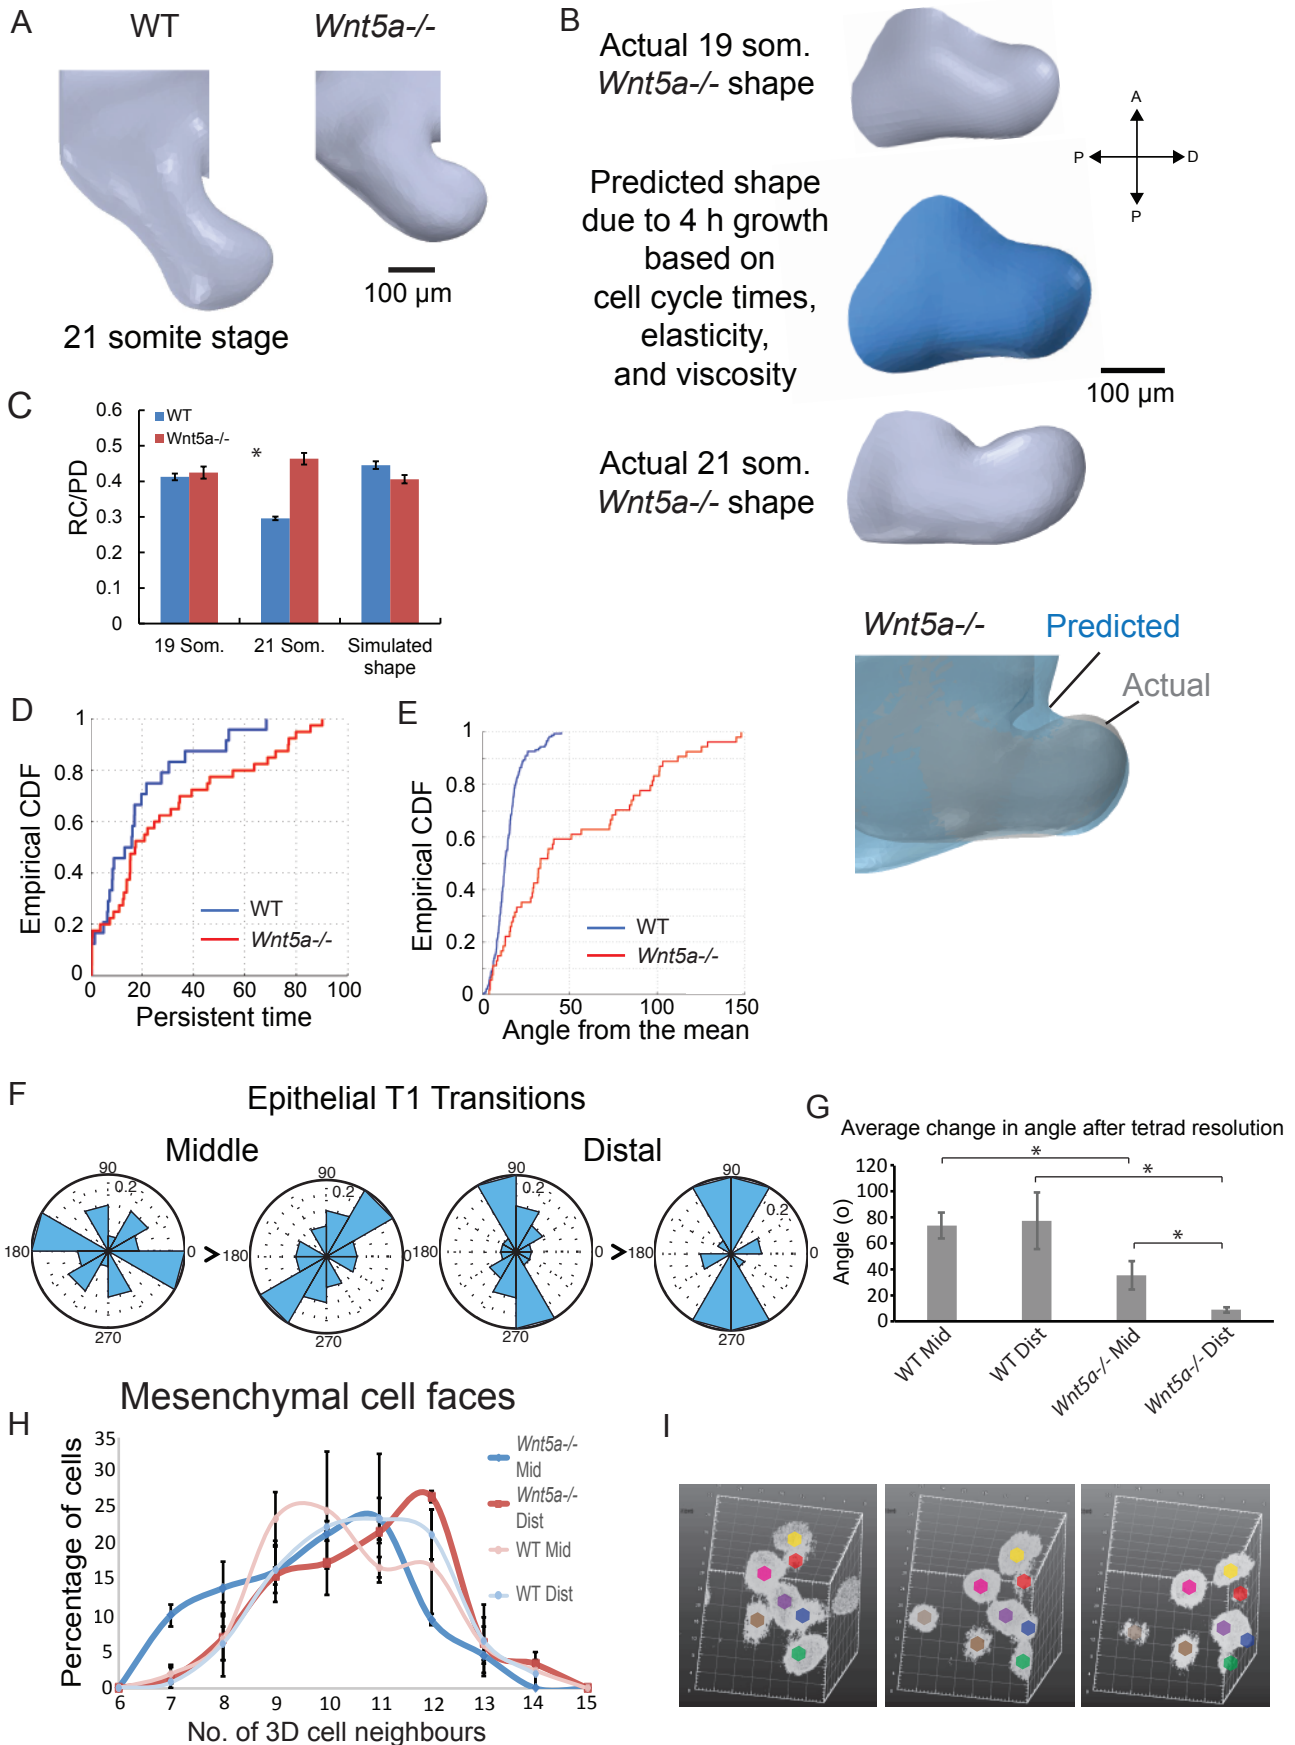 A
WT
Wnt5a-/-
100 µm
21 somite stage
B
Actual 19 som.
Wnt5a-/- shape
A
P
D
P
Predicted shape
due to 4 h growth
based on
cell cycle times,
elasticity,
and viscosity
100 µm
Actual 21 som.
Wnt5a-/- shape
Wnt5a-/-
Predicted
Actual
C
RC/PD
0.6
0.5
0.4
0.3
0.2
0.1
0
WT
Wnt5a-/-
*
19 Som.
21 Som.
Simulated
shape
D
Empirical CDF
1
0.8
0.6
0.4
0.2
0
WT
Wnt5a-/-
0 20 40 60 80 100
Persistent time
E
Empirical CDF
1
0.8
0.6
0.4
0.2
0
WT
Wnt5a-/-
0 50 100 150
Angle from the mean
F
Epithelial T1 Transitions
Middle
Distal
90
0.2
180
0
270
>
90
0.2
180
0
270
90
0.2
180
0
270
>
90
0.2
180
0
270
G
Average change in angle after tetrad resolution
Angle (o)
120
100
80
60
40
20
0
*
*
*
WT Mid
WT Dist
Wnt5a-/- Mid
Wnt5a-/- Dist
H
Mesenchymal cell faces
Percentage of cells
35
30
25
20
15
10
5
0
Wnt5a-/-
Mid
Wnt5a-/-
Dist
WT Mid
WT Dist
6 7 8 9 10 11 12 13 14 15
No. of 3D cell neighbours
I